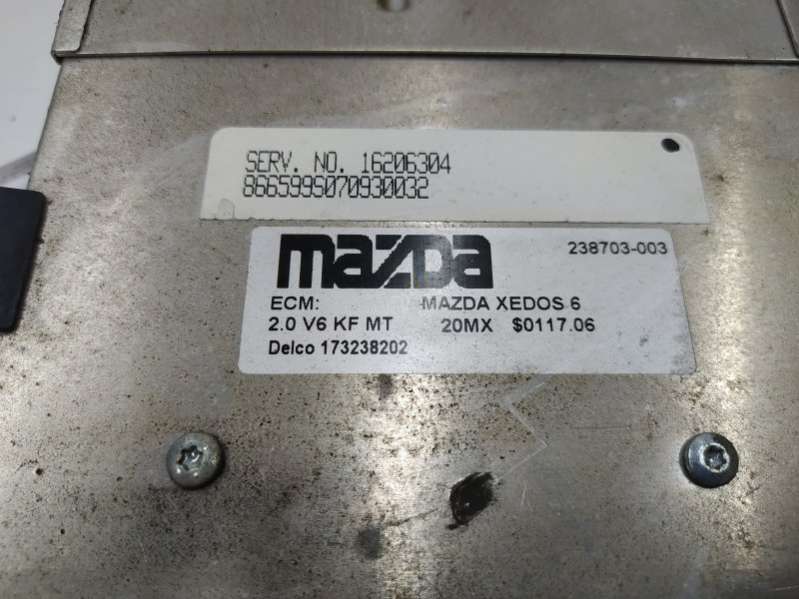 SERV. NO. 16206304
866599S070930032
mazda 238703-003
ECM: MAZDA XEDOS 6
2.0 V6 KF MT 20MX $0117.06
Delco 173238202